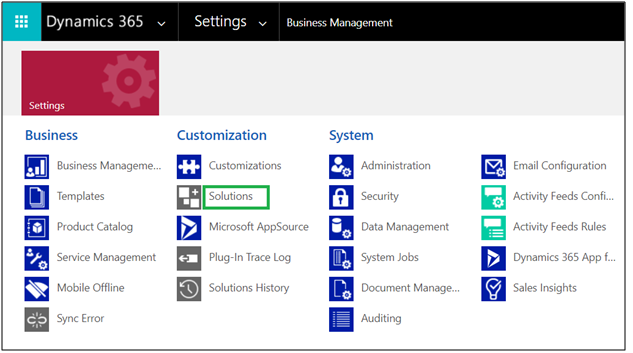 Dynamics 365
Settings
Business Management
Settings
Business
Business Manageme...
Templates
Product Catalog
Service Management
Mobile Offline
Sync Error
Customization
Customizations
Solutions
Microsoft AppSource
Plug-In Trace Log
Solutions History
System
Administration
Security
Data Management
System Jobs
Document Manage...
Auditing
Email Configuration
Activity Feeds Confi...
Activity Feeds Rules
Dynamics 365 App f...
Sales Insights